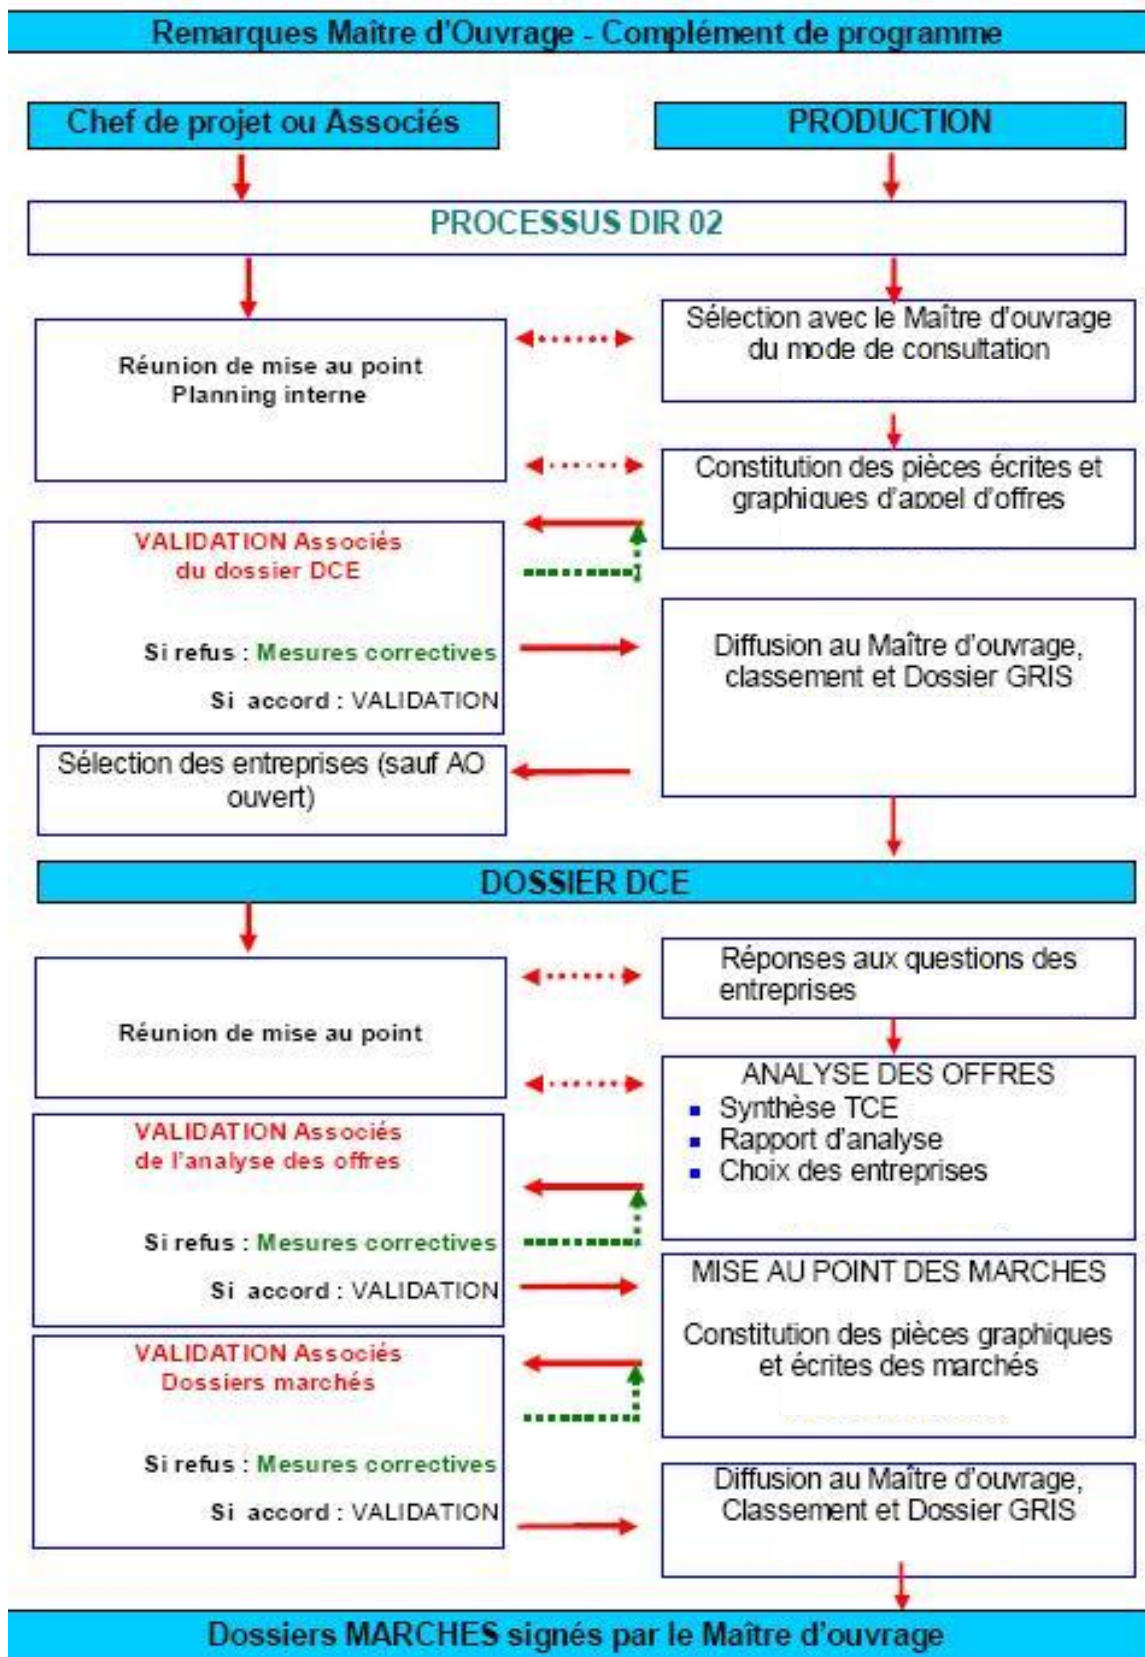 Remarques Maître d'Ouvrage - Complément de programme
Chef de projet ou Associés
PRODUCTION
PROCESSUS DIR 02
Réunion de mise au point
Planning interne
Sélection avec le Maître d'ouvrage
du mode de consultation
Constitution des pièces écrites et
graphiques d'appel d'offres
VALIDATION Associés
du dossier DCE
Si refus : Mesures correctives
Si accord : VALIDATION
Diffusion au Maître d'ouvrage,
classement et Dossier GRIS
Sélection des entreprises (sauf AO
ouvert)
DOSSIER DCE
Réunion de mise au point
Réponses aux questions des
entreprises
ANALYSE DES OFFRES
Synthèse TCE
Rapport d'analyse
Choix des entreprises
VALIDATION Associés
de l'analyse des offres
Si refus : Mesures correctives
Si accord : VALIDATION
MISE AU POINT DES MARCHES
Constitution des pièces graphiques
et écrites des marchés
VALIDATION Associés
Dossiers marchés
Si refus : Mesures correctives
Si accord : VALIDATION
Diffusion au Maître d'ouvrage,
Classement et Dossier GRIS
Dossiers MARCHES signés par le Maître d'ouvrage